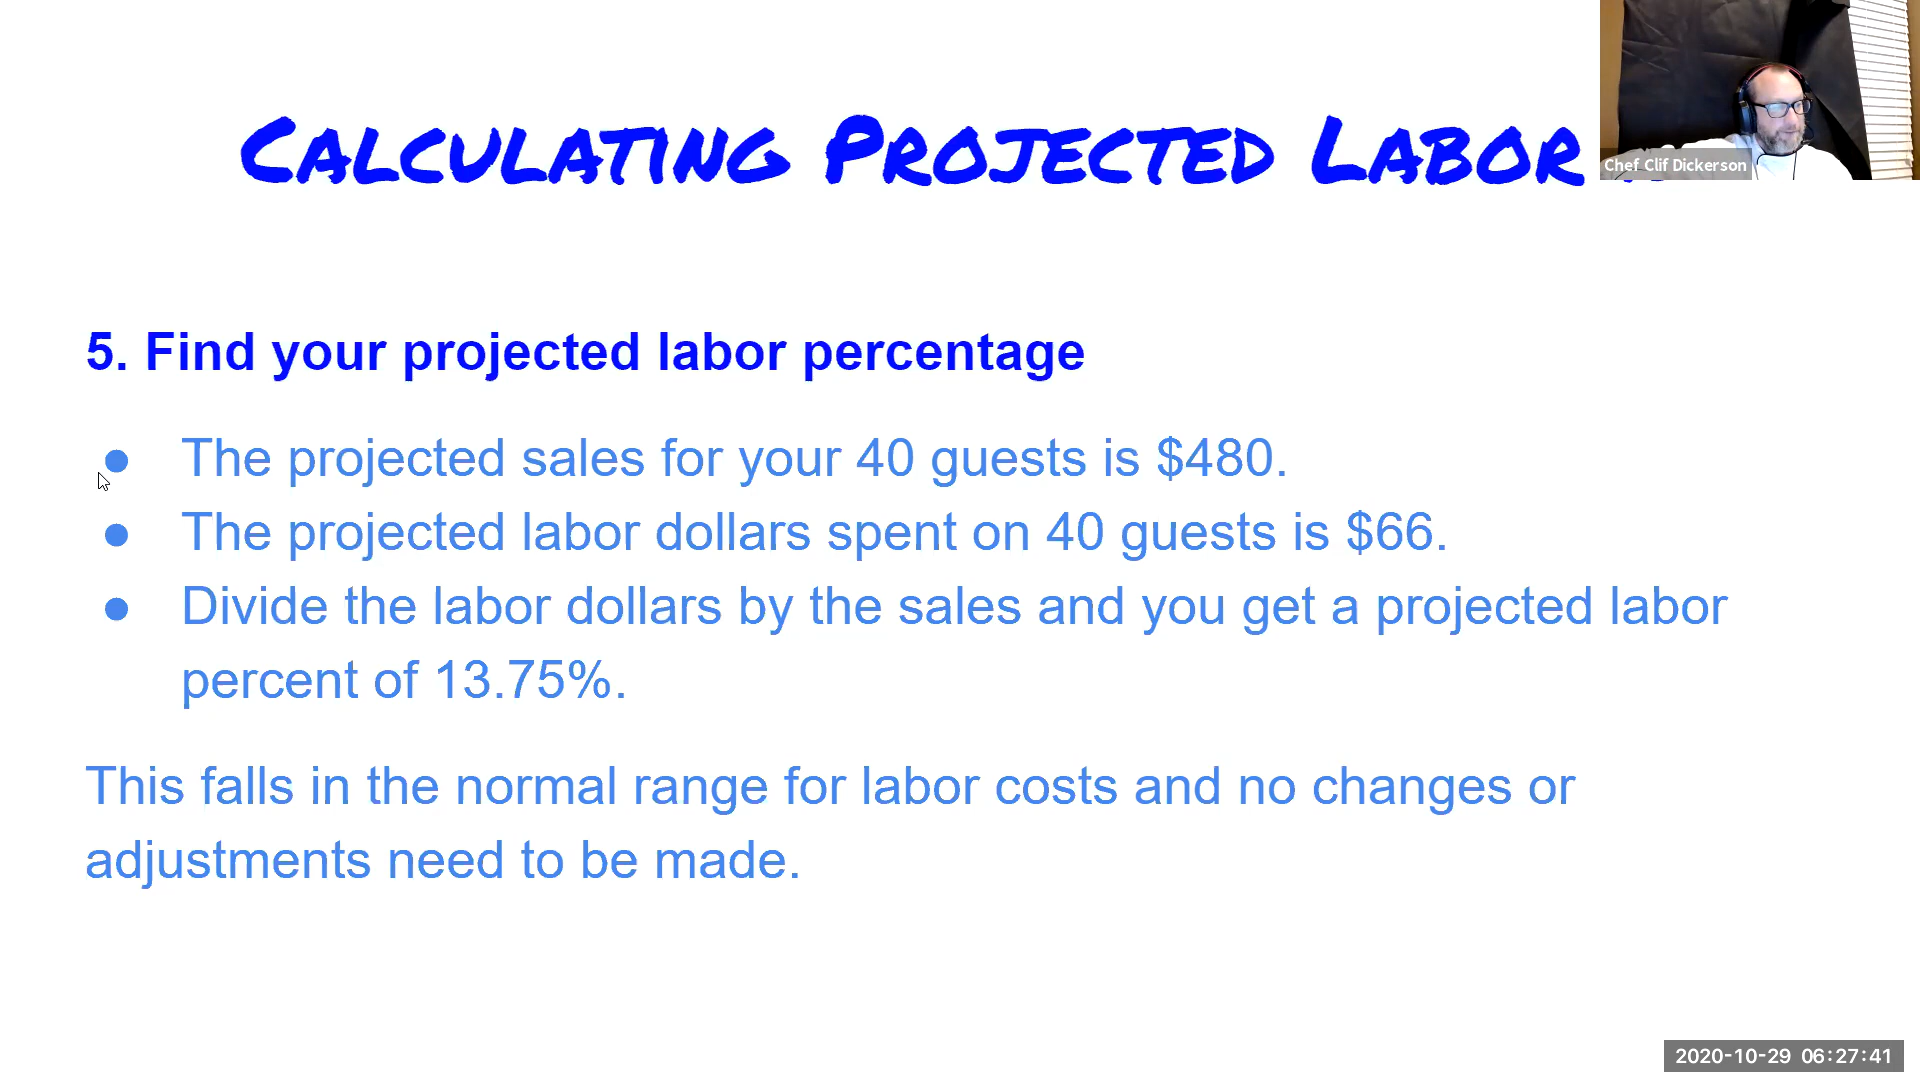 Calculating Projected Labor
Chef Clif Dickerson
5. Find your projected labor percentage
● The projected sales for your 40 guests is $480.
● The projected labor dollars spent on 40 guests is $66.
● Divide the labor dollars by the sales and you get a projected labor
percent of 13.75%.
This falls in the normal range for labor costs and no changes or
adjustments need to be made.
2020-10-29 06:27:41